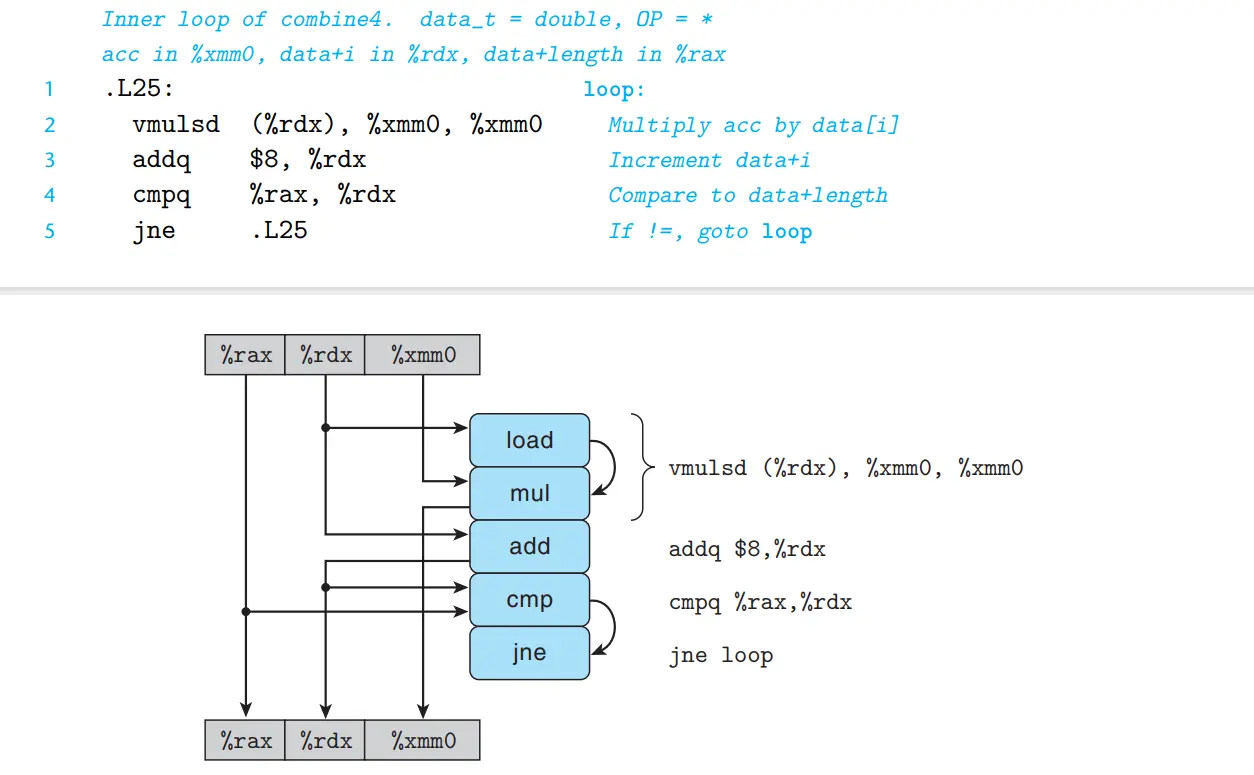 Inner loop of combine4. data_t = double, OP = *
acc in %xmm0, data+i in %rdx, data+length in %rax
1 .L25: loop:
2 vmulsd (%rdx), %xmm0, %xmm0 Multiply acc by data[i]
3 addq $8, %rdx Increment data+i
4 cmpq %rax, %rdx Compare to data+length
5 jne .L25 If !=, goto loop
%rax %rdx %xmm0
load
vmulsd (%rdx), %xmm0, %xmm0
mul
add addq $8,%rdx
cmp cmpq %rax,%rdx
jne jne loop
%rax %rdx %xmm0